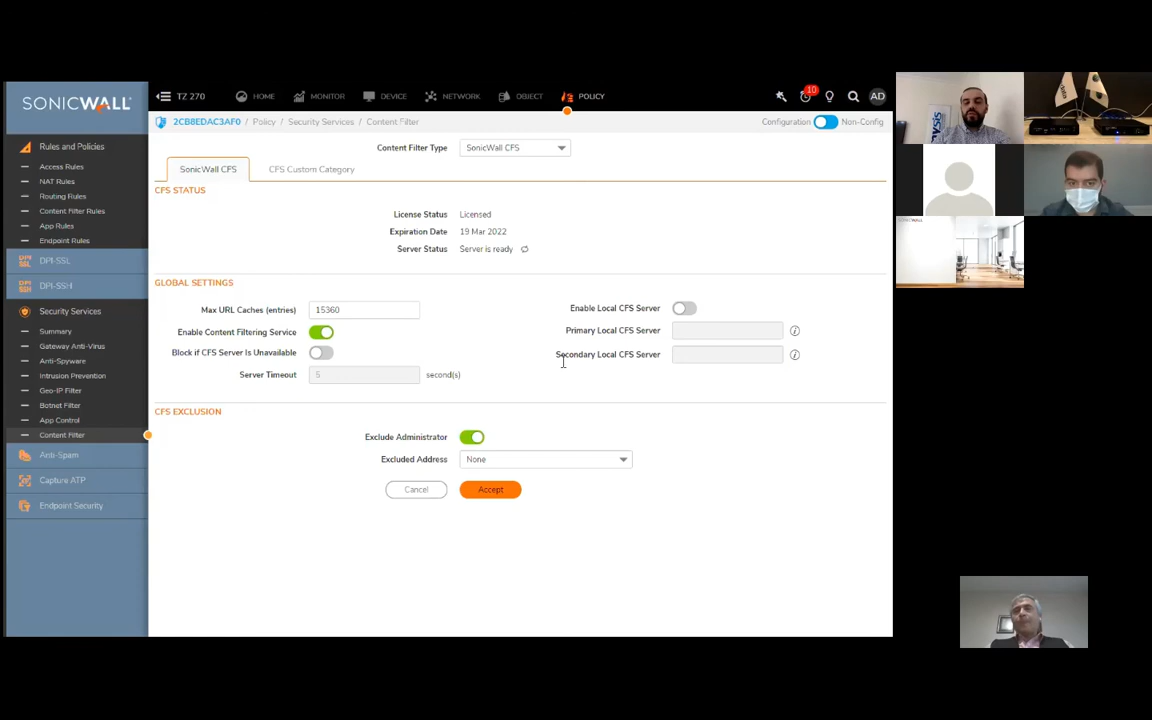 SONICWALL
TZ 270
HOME
MONITOR
DEVICE
NETWORK
OBJECT
POLICY
10
AD
2CB8EDAC3AF0 / Policy / Security Services / Content Filter
Configuration
Non-Config
Rules and Policies
Access Rules
NAT Rules
Routing Rules
Content Filter Rules
App Rules
Endpoint Rules
DPI-SSL
DPI-SSH
Security Services
Summary
Gateway Anti-Virus
Anti-Spyware
Intrusion Prevention
Geo-IP Filter
Botnet Filter
App Control
Content Filter
Anti-Spam
Capture ATP
Endpoint Security
Content Filter Type SonicWall CFS
SonicWall CFS CFS Custom Category
CFS STATUS
License Status Licensed
Expiration Date 19 Mar 2022
Server Status Server is ready
GLOBAL SETTINGS
Max URL Caches (entries) 15360
Enable Content Filtering Service
Block if CFS Server Is Unavailable
Server Timeout 5 second(s)
Enable Local CFS Server
Primary Local CFS Server
Secondary Local CFS Server
CFS EXCLUSION
Exclude Administrator
Excluded Address None
Cancel Accept
SONICWALL